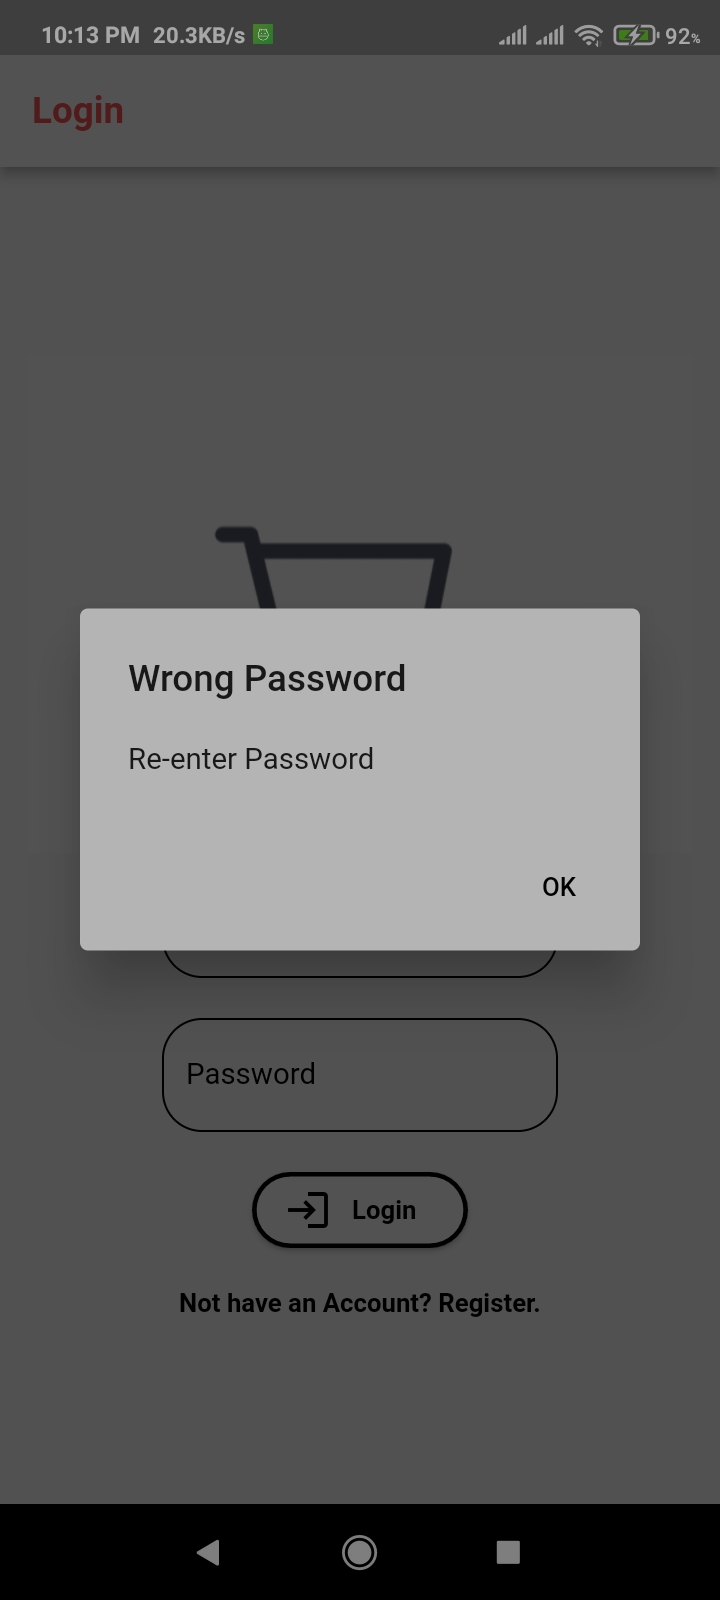 10:13 PM 20.3KB/s 92%
Login
Wrong Password
Re-enter Password
OK
Password
Login
Not have an Account? Register.